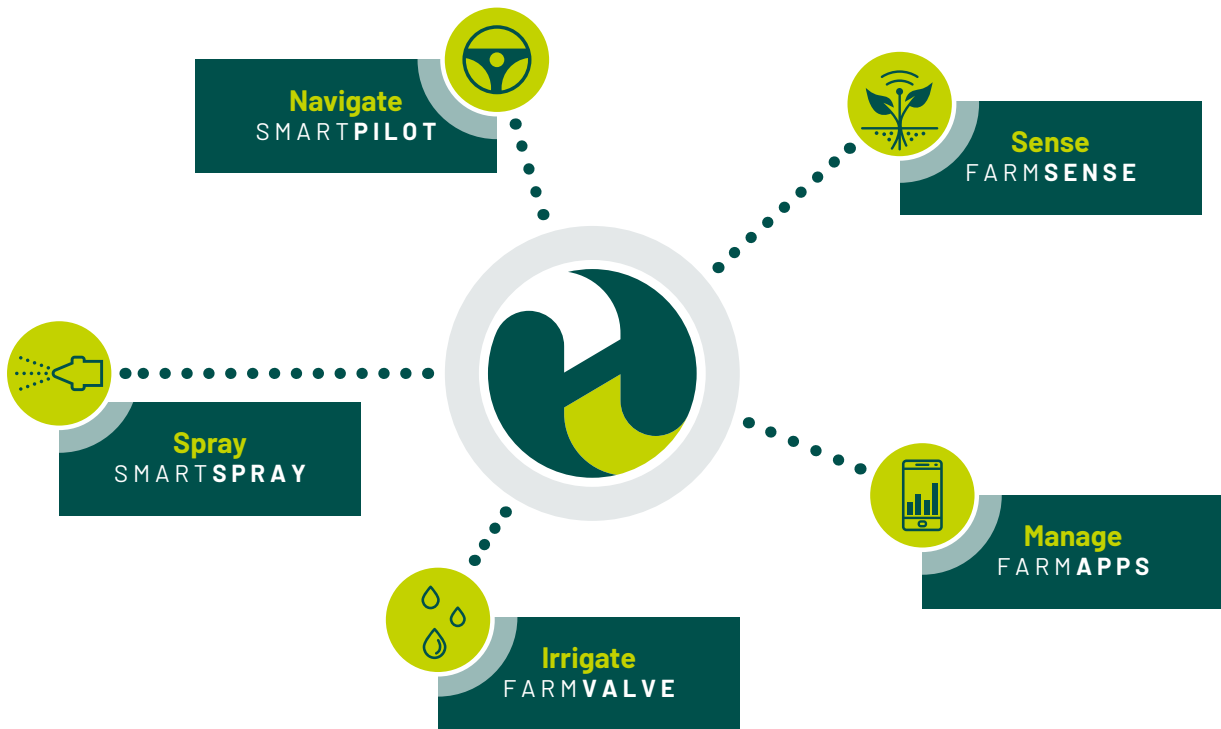 Navigate
SMARTPILOT
Sense
FARMSENSE
Spray
SMARTSPRAY
Manage
FARMAPPS
Irrigate
FARMVALVE